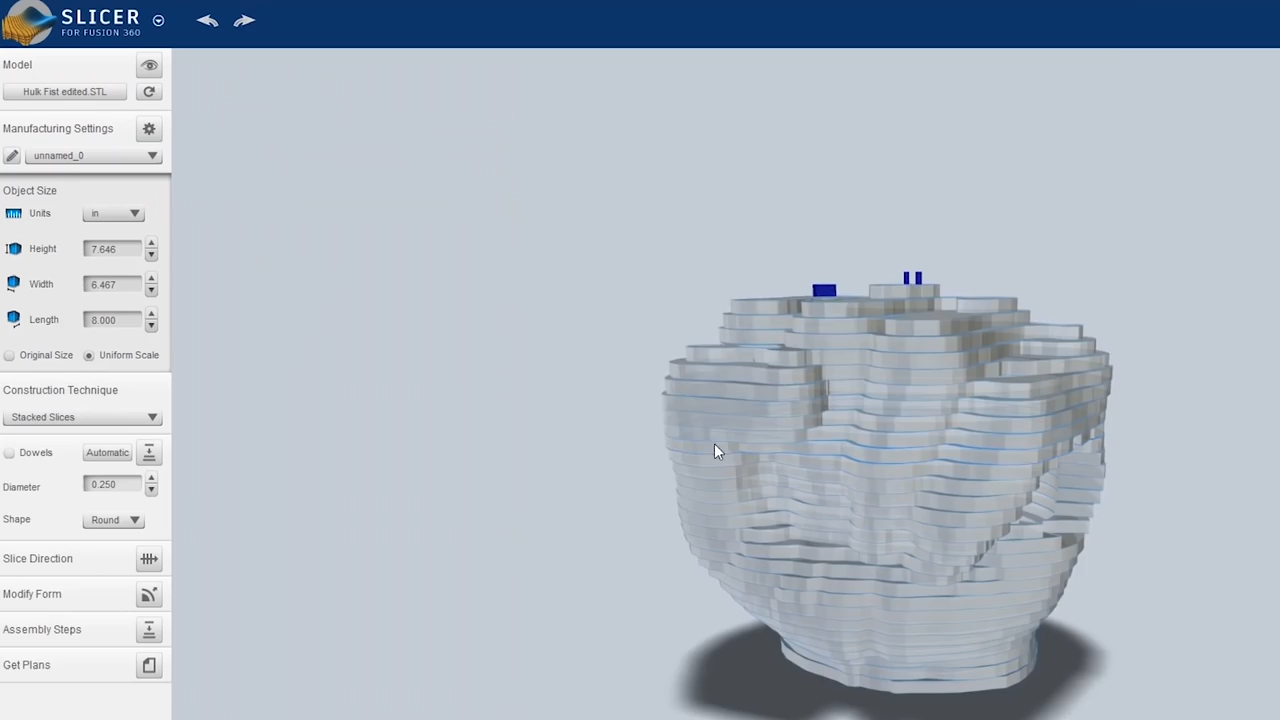 SLICER
FOR FUSION 360
Model
Hulk Fist edited.STL
Manufacturing Settings
unnamed_0
Object Size
Units in
Height 7.646
Width 6.467
Length 8.000
Original Size Uniform Scale
Construction Technique
Stacked Slices
Dowels Automatic
Diameter 0.250
Shape Round
Slice Direction
Modify Form
Assembly Steps
Get Plans